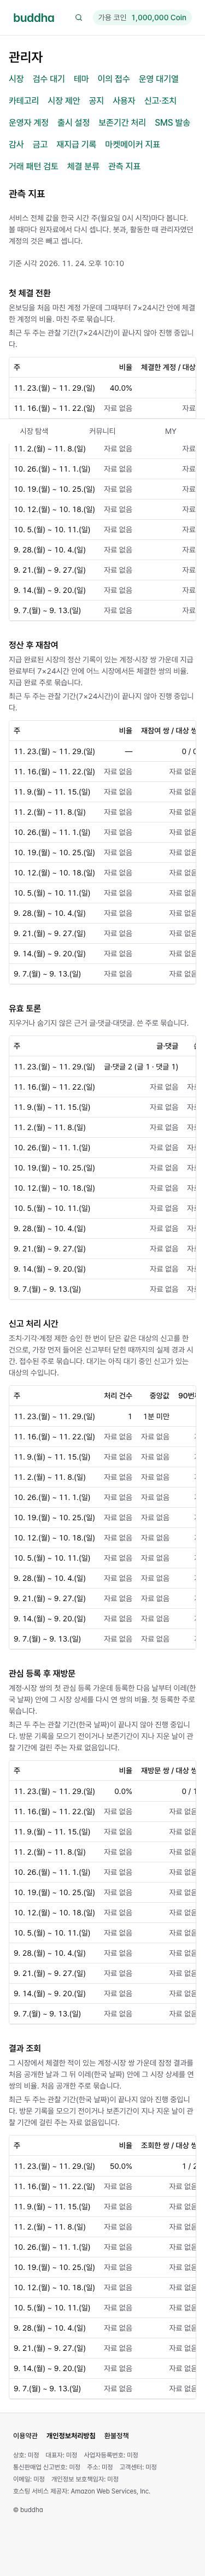 buddha 가용 코인 1,000,000 Coin
관리자
시장 검수 대기 테마 이의 접수 운영 대기열
카테고리 시장 제안 공지 사용자 신고·조치
운영자 계정 출시 설정 보존기간 처리 SMS 발송
감사 금고 재지급 기록 마켓메이커 지표
거래 패턴 검토 체결 분류 관측 지표
관측 지표
서비스 전체 값을 한국 시간 주(월요일 0시 시작)마다 봅니다.
볼 때마다 원자료에서 다시 셉니다. 봇과, 활동한 때 관리자였던
계정의 것은 빼고 셉니다.
기준 시각 2026. 11. 24. 오후 10:10
첫 체결 전환
온보딩을 처음 마친 계정 가운데 그때부터 7×24시간 안에 체결
한 계정의 비율. 마친 주로 묶습니다.
최근 두 주는 관찰 기간(7×24시간)이 끝나지 않아 진행 중입니
다.
주 비율 체결한 계정 / 대상
11. 23.(월) ~ 11. 29.(일) 40.0%
11. 16.(월) ~ 11. 22.(일) 자료 없음 자료
시장 탐색 커뮤니티 MY
11. 2.(월) ~ 11. 8.(일) 자료 없음 자료
10. 26.(월) ~ 11. 1.(일) 자료 없음 자료
10. 19.(월) ~ 10. 25.(일) 자료 없음 자료
10. 12.(월) ~ 10. 18.(일) 자료 없음 자료
10. 5.(월) ~ 10. 11.(일) 자료 없음 자료
9. 28.(월) ~ 10. 4.(일) 자료 없음 자료
9. 21.(월) ~ 9. 27.(일) 자료 없음 자료
9. 14.(월) ~ 9. 20.(일) 자료 없음 자료
9. 7.(월) ~ 9. 13.(일) 자료 없음 자료
정산 후 재참여
지급 완료된 시장의 정산 기록이 있는 계정·시장 쌍 가운데 지급
완료부터 7×24시간 안에 어느 시장에서든 체결한 쌍의 비율.
지급 완료 주로 묶습니다.
최근 두 주는 관찰 기간(7×24시간)이 끝나지 않아 진행 중입니
다.
주 비율 재참여 쌍 / 대상 쌍
11. 23.(월) ~ 11. 29.(일) — 0 / 0
11. 16.(월) ~ 11. 22.(일) 자료 없음 자료 없음
11. 9.(월) ~ 11. 15.(일) 자료 없음 자료 없음
11. 2.(월) ~ 11. 8.(일) 자료 없음 자료 없음
10. 26.(월) ~ 11. 1.(일) 자료 없음 자료 없음
10. 19.(월) ~ 10. 25.(일) 자료 없음 자료 없음
10. 12.(월) ~ 10. 18.(일) 자료 없음 자료 없음
10. 5.(월) ~ 10. 11.(일) 자료 없음 자료 없음
9. 28.(월) ~ 10. 4.(일) 자료 없음 자료 없음
9. 21.(월) ~ 9. 27.(일) 자료 없음 자료 없음
9. 14.(월) ~ 9. 20.(일) 자료 없음 자료 없음
9. 7.(월) ~ 9. 13.(일) 자료 없음 자료 없음
유효 토론
지우거나 숨기지 않은 근거 글·댓글·대댓글. 쓴 주로 묶습니다.
주 글·댓글
11. 23.(월) ~ 11. 29.(일) 글·댓글 2 (글 1 · 댓글 1)
11. 16.(월) ~ 11. 22.(일) 자료 없음 자료
11. 9.(월) ~ 11. 15.(일) 자료 없음 자료
11. 2.(월) ~ 11. 8.(일) 자료 없음 자료
10. 26.(월) ~ 11. 1.(일) 자료 없음 자료
10. 19.(월) ~ 10. 25.(일) 자료 없음 자료
10. 12.(월) ~ 10. 18.(일) 자료 없음 자료
10. 5.(월) ~ 10. 11.(일) 자료 없음 자료
9. 28.(월) ~ 10. 4.(일) 자료 없음 자료
9. 21.(월) ~ 9. 27.(일) 자료 없음 자료
9. 14.(월) ~ 9. 20.(일) 자료 없음 자료
9. 7.(월) ~ 9. 13.(일) 자료 없음 자료
신고 처리 시간
조치·기각·계정 제한 승인 한 번이 닫은 같은 대상의 신고를 한
건으로, 가장 먼저 들어온 신고부터 닫힌 때까지의 실제 경과 시
간. 접수된 주로 묶습니다. 대기는 아직 대기 중인 신고가 있는
대상의 수입니다.
주 처리 건수 중앙값 90번
11. 23.(월) ~ 11. 29.(일) 1 1분 미만
11. 16.(월) ~ 11. 22.(일) 자료 없음 자료 없음
11. 9.(월) ~ 11. 15.(일) 자료 없음 자료 없음
11. 2.(월) ~ 11. 8.(일) 자료 없음 자료 없음
10. 26.(월) ~ 11. 1.(일) 자료 없음 자료 없음
10. 19.(월) ~ 10. 25.(일) 자료 없음 자료 없음
10. 12.(월) ~ 10. 18.(일) 자료 없음 자료 없음
10. 5.(월) ~ 10. 11.(일) 자료 없음 자료 없음
9. 28.(월) ~ 10. 4.(일) 자료 없음 자료 없음
9. 21.(월) ~ 9. 27.(일) 자료 없음 자료 없음
9. 14.(월) ~ 9. 20.(일) 자료 없음 자료 없음
9. 7.(월) ~ 9. 13.(일) 자료 없음 자료 없음
관심 등록 후 재방문
계정·시장 쌍의 첫 관심 등록 가운데 등록한 다음 날부터 이레(한
국 날짜) 안에 그 시장 상세를 다시 연 쌍의 비율. 첫 등록한 주로
묶습니다.
최근 두 주는 관찰 기간(한국 날짜)이 끝나지 않아 진행 중입니
다. 방문 기록을 모으기 전이거나 보존기간이 지나 지운 날이 관
찰 기간에 걸린 주는 자료 없음입니다.
주 비율 재방문 쌍 / 대상 쌍
11. 23.(월) ~ 11. 29.(일) 0.0% 0 / 1
11. 16.(월) ~ 11. 22.(일) 자료 없음 자료 없음
11. 9.(월) ~ 11. 15.(일) 자료 없음 자료 없음
11. 2.(월) ~ 11. 8.(일) 자료 없음 자료 없음
10. 26.(월) ~ 11. 1.(일) 자료 없음 자료 없음
10. 19.(월) ~ 10. 25.(일) 자료 없음 자료 없음
10. 12.(월) ~ 10. 18.(일) 자료 없음 자료 없음
10. 5.(월) ~ 10. 11.(일) 자료 없음 자료 없음
9. 28.(월) ~ 10. 4.(일) 자료 없음 자료 없음
9. 21.(월) ~ 9. 27.(일) 자료 없음 자료 없음
9. 14.(월) ~ 9. 20.(일) 자료 없음 자료 없음
9. 7.(월) ~ 9. 13.(일) 자료 없음 자료 없음
결과 조회
그 시장에서 체결한 적이 있는 계정·시장 쌍 가운데 잠정 결과를
처음 공개한 날과 그 뒤 이레(한국 날짜) 안에 그 시장 상세를 연
쌍의 비율. 처음 공개한 주로 묶습니다.
최근 두 주는 관찰 기간(한국 날짜)이 끝나지 않아 진행 중입니
다. 방문 기록을 모으기 전이거나 보존기간이 지나 지운 날이 관
찰 기간에 걸린 주는 자료 없음입니다.
주 비율 조회한 쌍 / 대상 쌍
11. 23.(월) ~ 11. 29.(일) 50.0% 1 / 2
11. 16.(월) ~ 11. 22.(일) 자료 없음 자료 없음
11. 9.(월) ~ 11. 15.(일) 자료 없음 자료 없음
11. 2.(월) ~ 11. 8.(일) 자료 없음 자료 없음
10. 26.(월) ~ 11. 1.(일) 자료 없음 자료 없음
10. 19.(월) ~ 10. 25.(일) 자료 없음 자료 없음
10. 12.(월) ~ 10. 18.(일) 자료 없음 자료 없음
10. 5.(월) ~ 10. 11.(일) 자료 없음 자료 없음
9. 28.(월) ~ 10. 4.(일) 자료 없음 자료 없음
9. 21.(월) ~ 9. 27.(일) 자료 없음 자료 없음
9. 14.(월) ~ 9. 20.(일) 자료 없음 자료 없음
9. 7.(월) ~ 9. 13.(일) 자료 없음 자료 없음
이용약관 개인정보처리방침 환불정책
상호: 미정 대표자: 미정 사업자등록번호: 미정
통신판매업 신고번호: 미정 주소: 미정 고객센터: 미정
이메일: 미정 개인정보 보호책임자: 미정
호스팅 서비스 제공자: Amazon Web Services, Inc.
© buddha